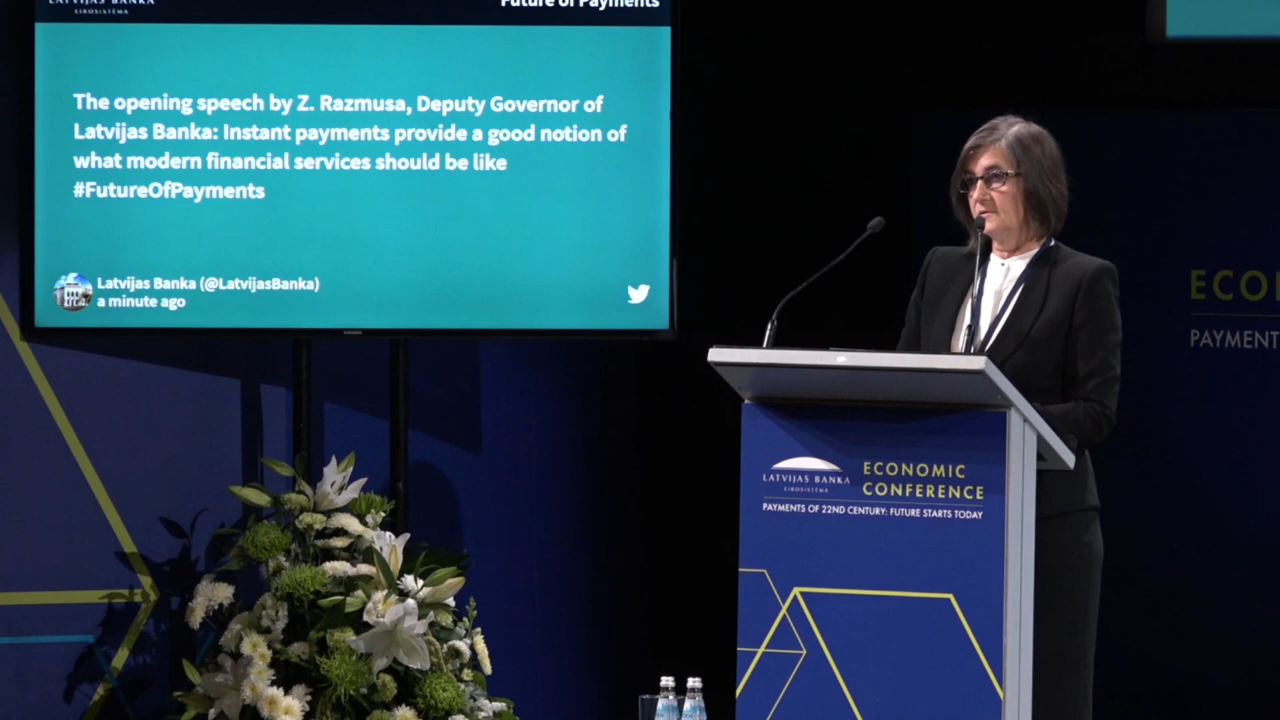 LATVIJAS BANKA
EIROSISTĒMA
Future of Payments
The opening speech by Z. Razmusa, Deputy Governor of
Latvijas Banka: Instant payments provide a good notion of
what modern financial services should be like
#FutureOfPayments
Latvijas Banka (@LatvijasBanka)
a minute ago
SAMSUNG
ECO
PAYMENT
LATVIJAS BANKA
EIROSISTĒMA
ECONOMIC
CONFERENCE
PAYMENTS OF 22ND CENTURY: FUTURE STARTS TODAY